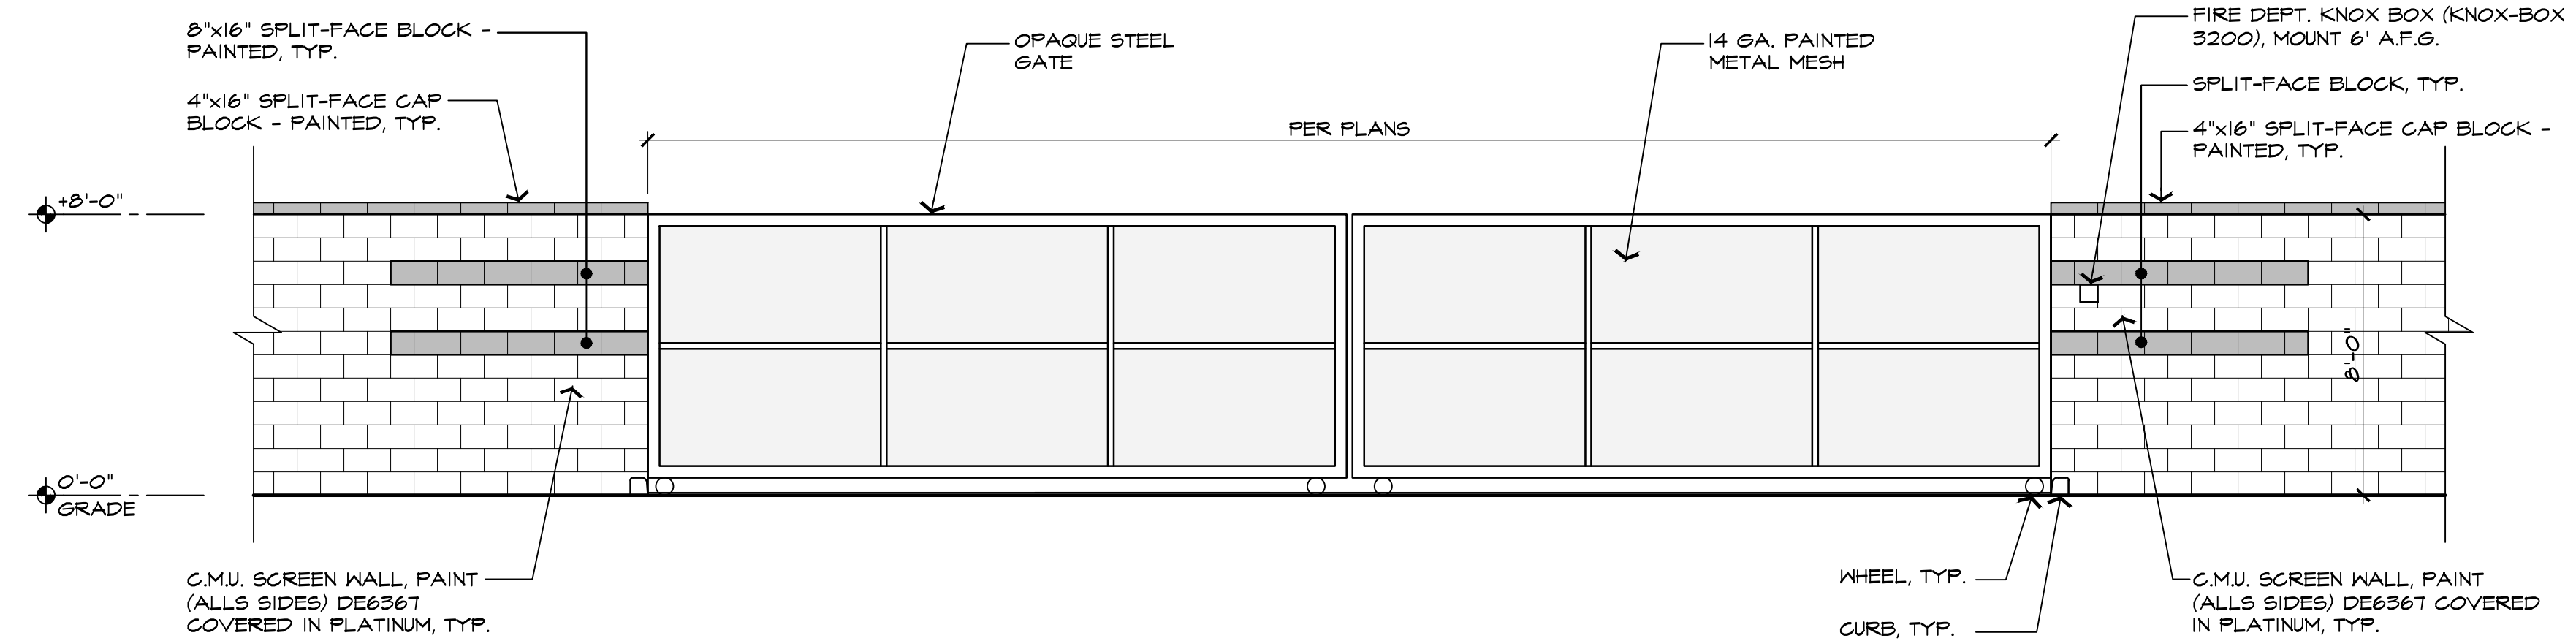 8"x16" SPLIT-FACE BLOCK -
PAINTED, TYP.
4"x16" SPLIT-FACE CAP
BLOCK - PAINTED, TYP.
OPAQUE STEEL
GATE
14 GA. PAINTED
METAL MESH
FIRE DEPT. KNOX BOX (KNOX-BOX
3200), MOUNT 6' A.F.G.
SPLIT-FACE BLOCK, TYP.
4"x16" SPLIT-FACE CAP BLOCK -
PAINTED, TYP.
PER PLANS
+8'-0"
8'-0"
0'-0"
GRADE
C.M.U. SCREEN WALL, PAINT
(ALLS SIDES) DE6367
COVERED IN PLATINUM, TYP.
WHEEL, TYP.
CURB, TYP.
C.M.U. SCREEN WALL, PAINT
(ALLS SIDES) DE6367 COVERED
IN PLATINUM, TYP.